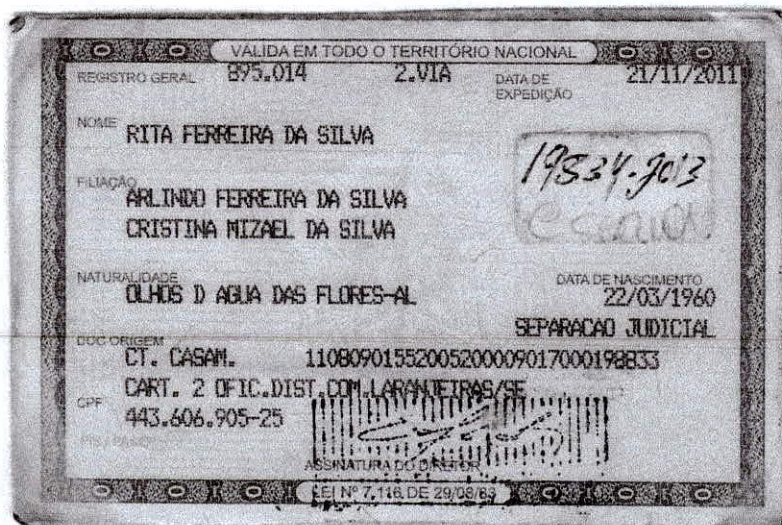 VÁLIDA EM TODO O TERRITÓRIO NACIONAL
REGISTRO GERAL 895.014 2.VIA DATA DE EXPEDIÇÃO 21/11/2011
NOME RITA FERREIRA DA SILVA
19534-2013
FILIAÇÃO
ARLINDO FERREIRA DA SILVA
CRISTINA MIZAEL DA SILVA
NATURALIDADE DATA DE NASCIMENTO
OLHOS D AGUA DAS FLORES-AL 22/03/1960
SEPARACAO JUDICIAL
DOC ORIGEM
CT. CASAM. 11080901552005200009017000198833
CART. 2 OFIC.DIST.COM.LARANJEIRAS/SE
CPF 443.606.905-25
ASSINATURA DO DIRETOR
LEI Nº 7.116 DE 29/08/83